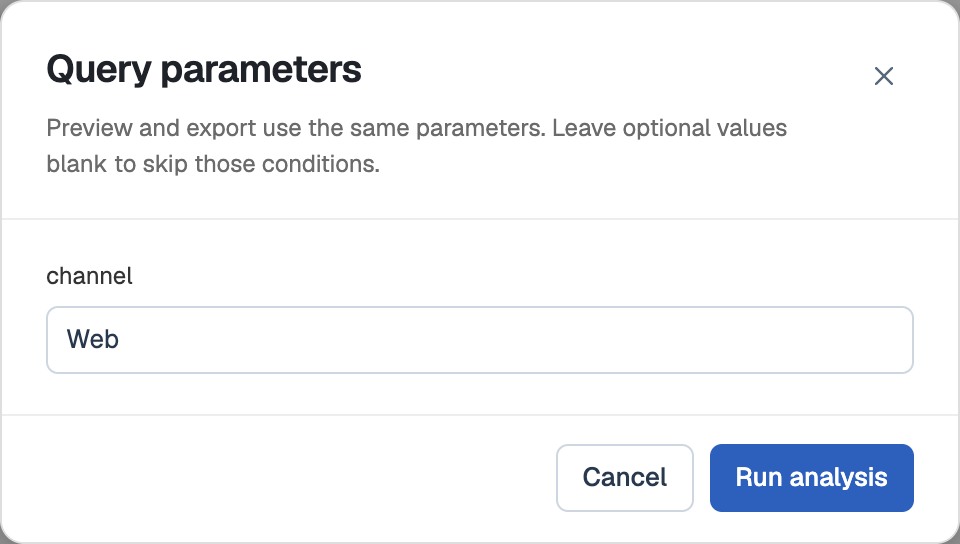 Query parameters
Preview and export use the same parameters. Leave optional values
blank to skip those conditions.
channel
Web
Cancel
Run analysis